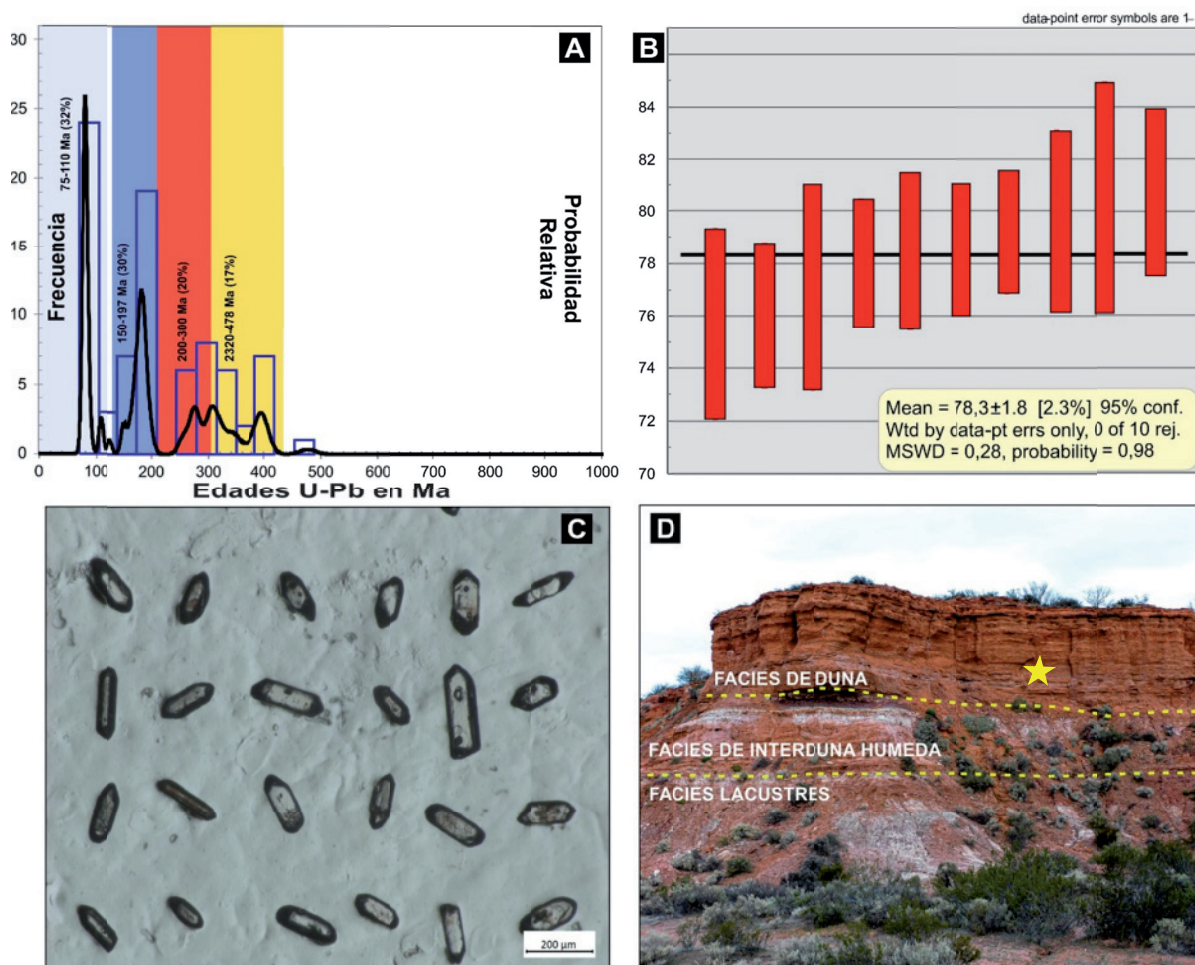 A
30
25
20
15
10
5
0
Frecuencia
75-110 Ma (32%)
150-197 Ma (30%)
200-300 Ma (20%)
2320-478 Ma (17%)
Probabilidad
Relativa
0 100 200 300 400 500 600 700 800 900 1000
Edades U-Pb en Ma
data-point error symbols are 1-
B
84
82
80
78
76
74
72
70
Mean = 78,3±1.8 [2.3%] 95% conf.
Wtd by data-pt errs only, 0 of 10 rej.
MSWD = 0,28, probability = 0,98
C
200 µm
D
FACIES DE DUNA
FACIES DE INTERDUNA HUMEDA
FACIES LACUSTRES